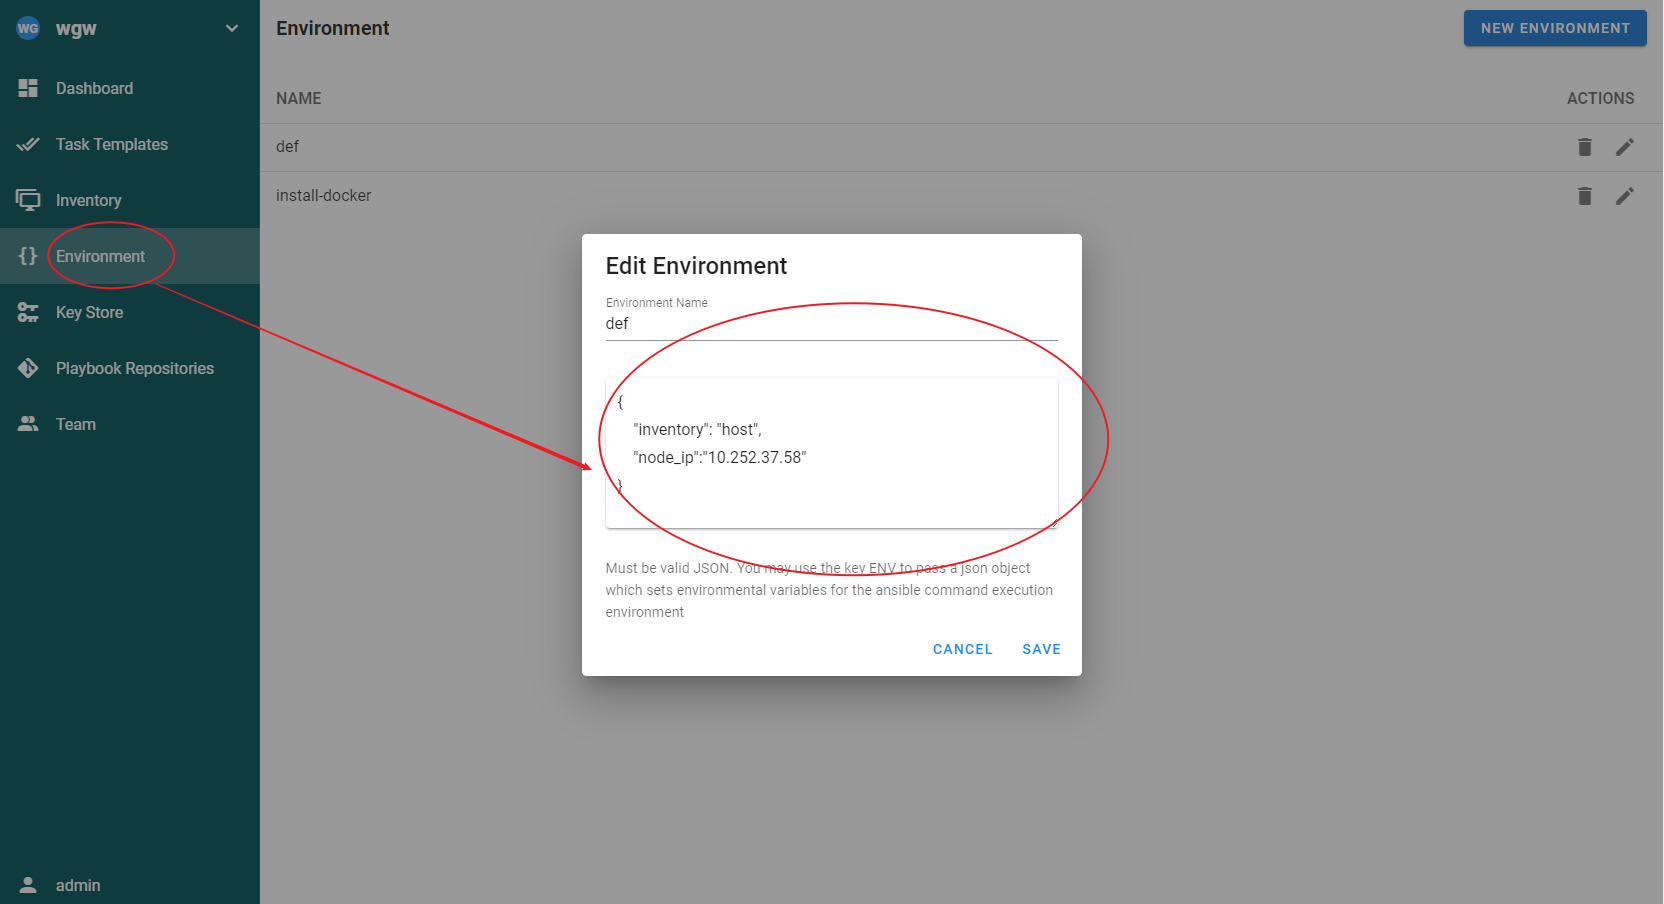 WG wgw
Dashboard
Task Templates
Inventory
{} Environment
Key Store
Playbook Repositories
Team
admin
Environment
NEW ENVIRONMENT
NAME ACTIONS
def
install-docker
Edit Environment
Environment Name
def
{
"inventory": "host",
"node_ip":"10.252.37.58"
}
Must be valid JSON. You may use the key ENV to pass a json object
which sets environmental variables for the ansible command execution
environment
CANCEL SAVE